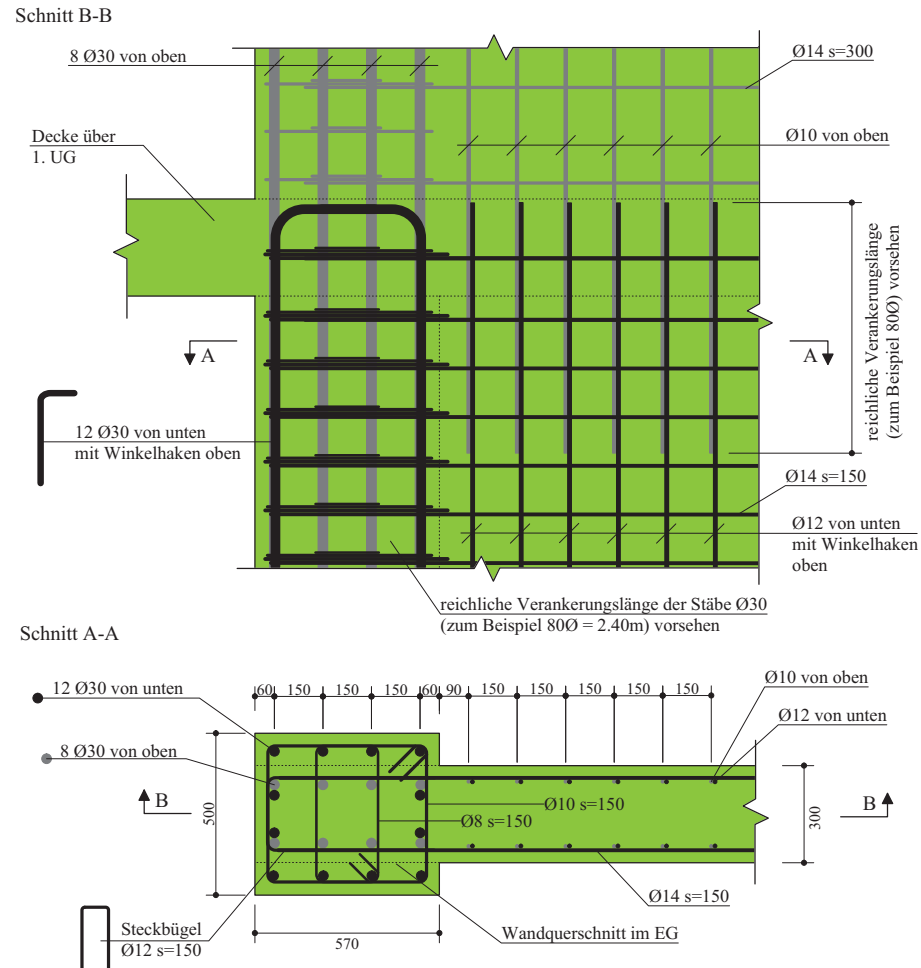 Schnitt B-B
8 Ø30 von oben
Ø14 s=300
Decke über
1. UG
Ø10 von oben
reichliche Verankerungslänge
(zum Beispiel 80Ø) vorsehen
A
A
12 Ø30 von unten
mit Winkelhaken oben
Ø14 s=150
Ø12 von unten
mit Winkelhaken
oben
reichliche Verankerungslänge der Stäbe Ø30
(zum Beispiel 80Ø = 2.40m) vorsehen
Schnitt A-A
12 Ø30 von unten
60 150 150 150 60 90 150 150 150 150 150
Ø10 von oben
Ø12 von unten
8 Ø30 von oben
B
500
Ø10 s=150
Ø8 s=150
B
300
Ø14 s=150
Steckbügel
Ø12 s=150
570
Wandquerschnitt im EG